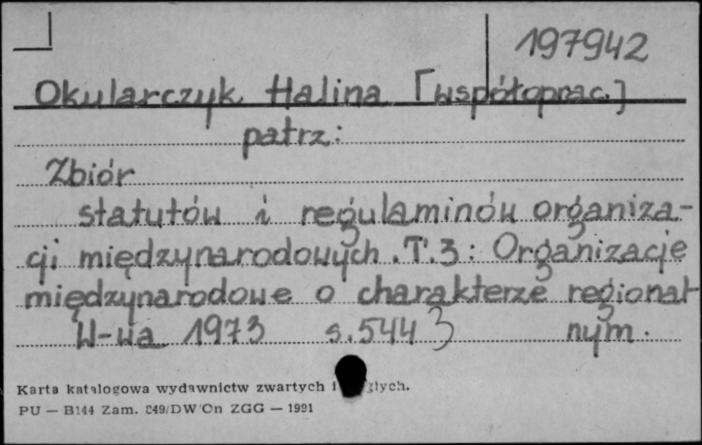 197942
Okularczyk Halina [współoprac.]
patrz:
Zbiór
statutów i regulaminów organiza-
cji międzynarodowych. T.3: Organizacje
międzynarodowe o charakterze regional-
W-wa 1973 s.544 nym.
Karta katalogowa wydawnictw zwartych i
PU — B144 Zam. 849/DW/On ZGG — 1991